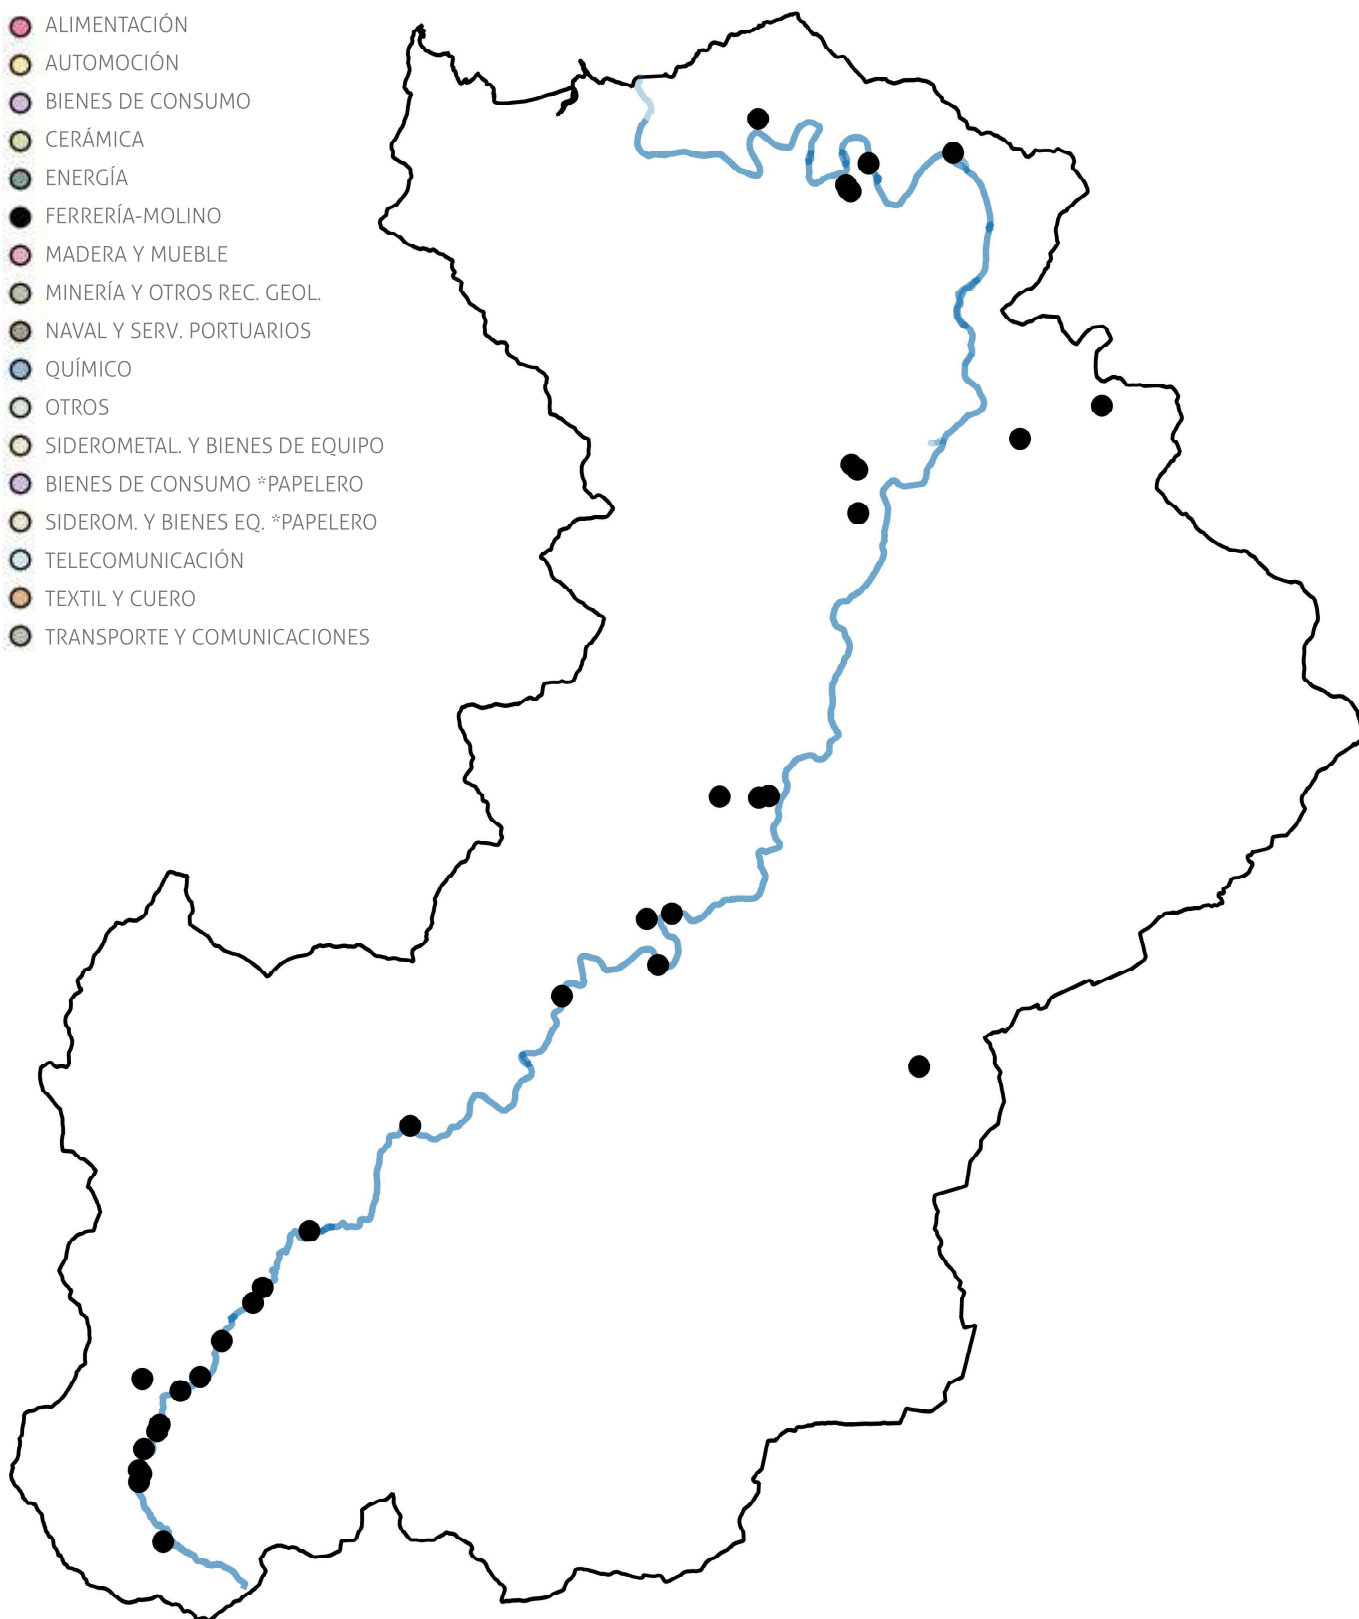 ALIMENTACIÓN
AUTOMOCIÓN
BIENES DE CONSUMO
CERÁMICA
ENERGÍA
FERRERÍA-MOLINO
MADERA Y MUEBLE
MINERÍA Y OTROS REC. GEOL.
NAVAL Y SERV. PORTUARIOS
QUÍMICO
OTROS
SIDEROMETAL. Y BIENES DE EQUIPO
BIENES DE CONSUMO *PAPELERO
SIDEROM. Y BIENES EQ. *PAPELERO
TELECOMUNICACIÓN
TEXTIL Y CUERO
TRANSPORTE Y COMUNICACIONES